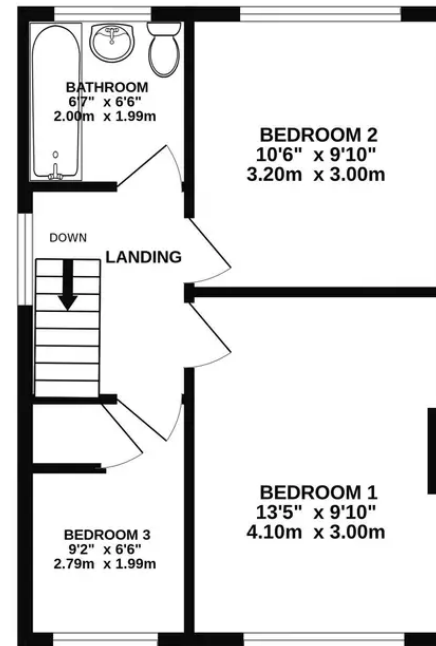 BATHROOM
6'7" x 6'6"
2.00m x 1.99m
BEDROOM 2
10'6" x 9'10"
3.20m x 3.00m
DOWN
LANDING
BEDROOM 1
13'5" x 9'10"
4.10m x 3.00m
BEDROOM 3
9'2" x 6'6"
2.79m x 1.99m